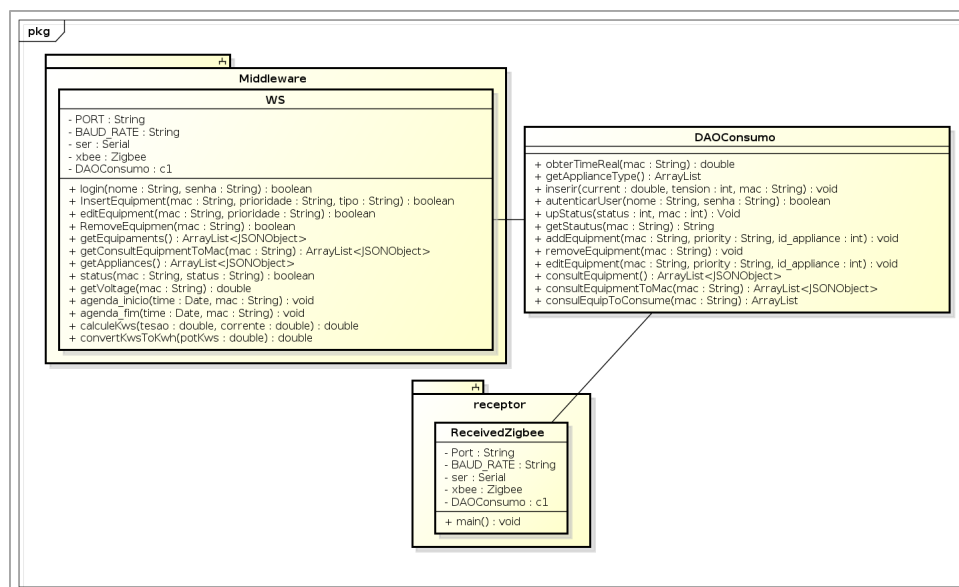 pkg
Middleware
WS
- PORT : String
- BAUD_RATE : String
- ser : Serial
- xbee : Zigbee
- DAOConsumo : c1
+ login(nome : String, senha : String) : boolean
+ InsertEquipment(mac : String, prioridade : String, tipo : String) : boolean
+ editEquipment(mac : String, prioridade : String) : boolean
+ RemoveEquipmen(mac : String) : boolean
+ getEquipaments() : ArrayList<JSONObject>
+ getConsultEquipmentToMac(mac : String) : ArrayList<JSONObject>
+ getAppliances() : ArrayList<JSONObject>
+ status(mac : String, status : String) : boolean
+ getVoltage(mac : String) : double
+ agenda_inicio(time : Date, mac : String) : void
+ agenda_fim(time : Date, mac : String) : void
+ calculeKws(tesao : double, corrente : double) : double
+ convertKwsToKwh(potKws : double) : double
DAOConsumo
+ obterTimeReal(mac : String) : double
+ getApplianceType() : ArrayList
+ inserir(current : double, tension : int, mac : String) : void
+ autenticarUser(nome : String, senha : String) : boolean
+ upStatus(status : int, mac : int) : Void
+ getStautus(mac : String) : String
+ addEquipment(mac : String, priority : String, id_appliance : int) : void
+ removeEquipment(mac : String) : void
+ editEquipment(mac : String, priority : String, id_appliance : int) : void
+ consultEquipment() : ArrayList<JSONObject>
+ consultEquipmentToMac(mac : String) : ArrayList<JSONObject>
+ consulEquipToConsume(mac : String) : ArrayList
receptor
ReceivedZigbee
- Port : String
- BAUD_RATE : String
- ser : Serial
- xbee : Zigbee
- DAOConsumo : c1
+ main() : void